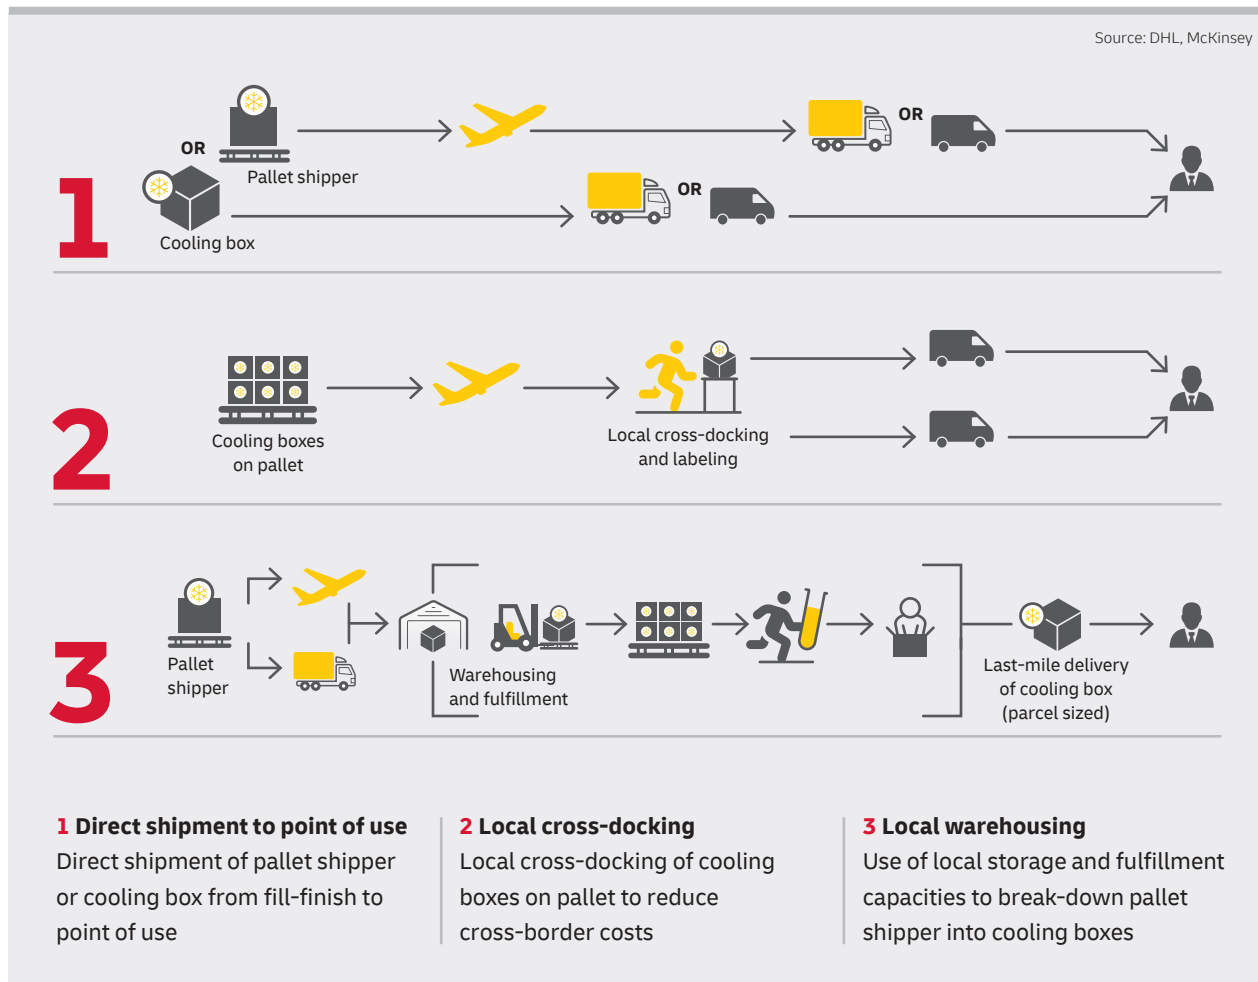 Source: DHL, McKinsey
1
OR
Pallet shipper
Cooling box
OR
OR
2
Cooling boxes
on pallet
Local cross-docking
and labeling
3
Pallet
shipper
Warehousing
and fulfillment
Last-mile delivery
of cooling box
(parcel sized)
1 Direct shipment to point of use
Direct shipment of pallet shipper
or cooling box from fill-finish to
point of use
2 Local cross-docking
Local cross-docking of cooling
boxes on pallet to reduce
cross-border costs
3 Local warehousing
Use of local storage and fulfillment
capacities to break-down pallet
shipper into cooling boxes